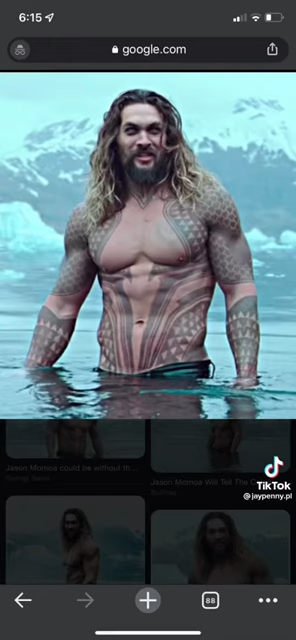 6:15
google.com
Jason Momoa could be without th...
Jason Momoa Will Tell The
TikTok
@jaypenny.pl
88